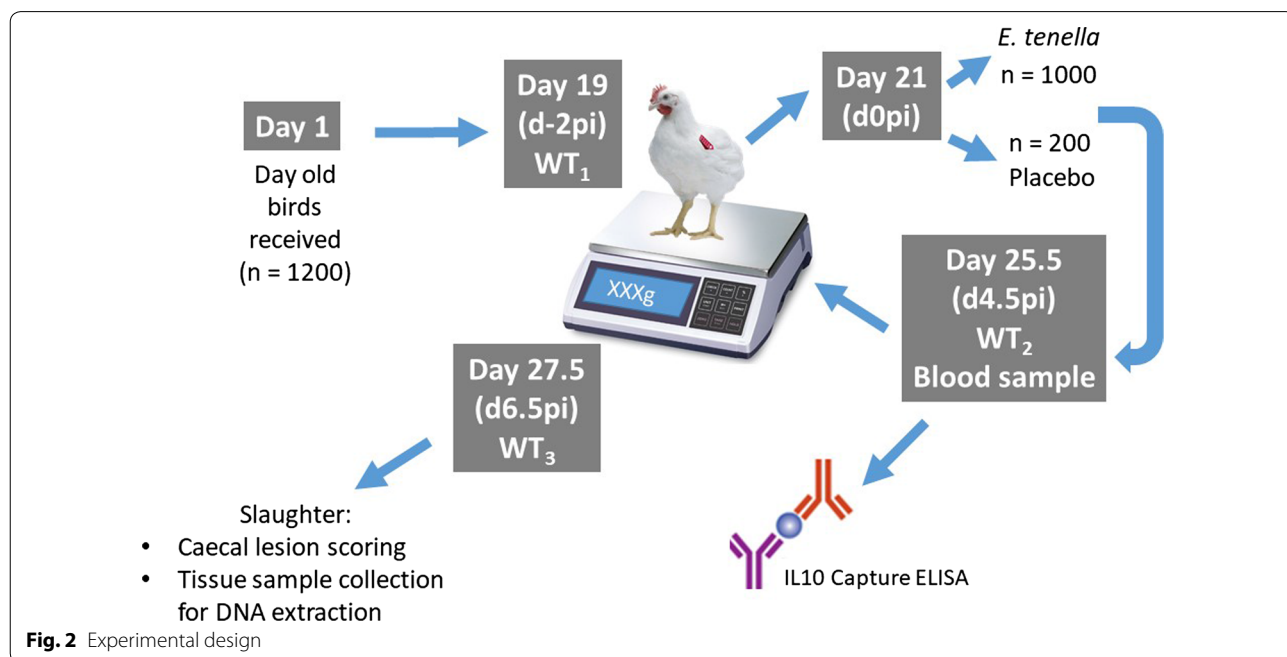 Day 1
Day old
birds
received
(n = 1200)
Day 19
(d-2pi)
WT₁
XXXg
Day 21
(d0pi)
E. tenella
n = 1000
n = 200
Placebo
Day 25.5
(d4.5pi)
WT₂
Blood sample
IL10 Capture ELISA
Day 27.5
(d6.5pi)
WT₃
Slaughter:
• Caecal lesion scoring
• Tissue sample collection
for DNA extraction
Fig. 2 Experimental design